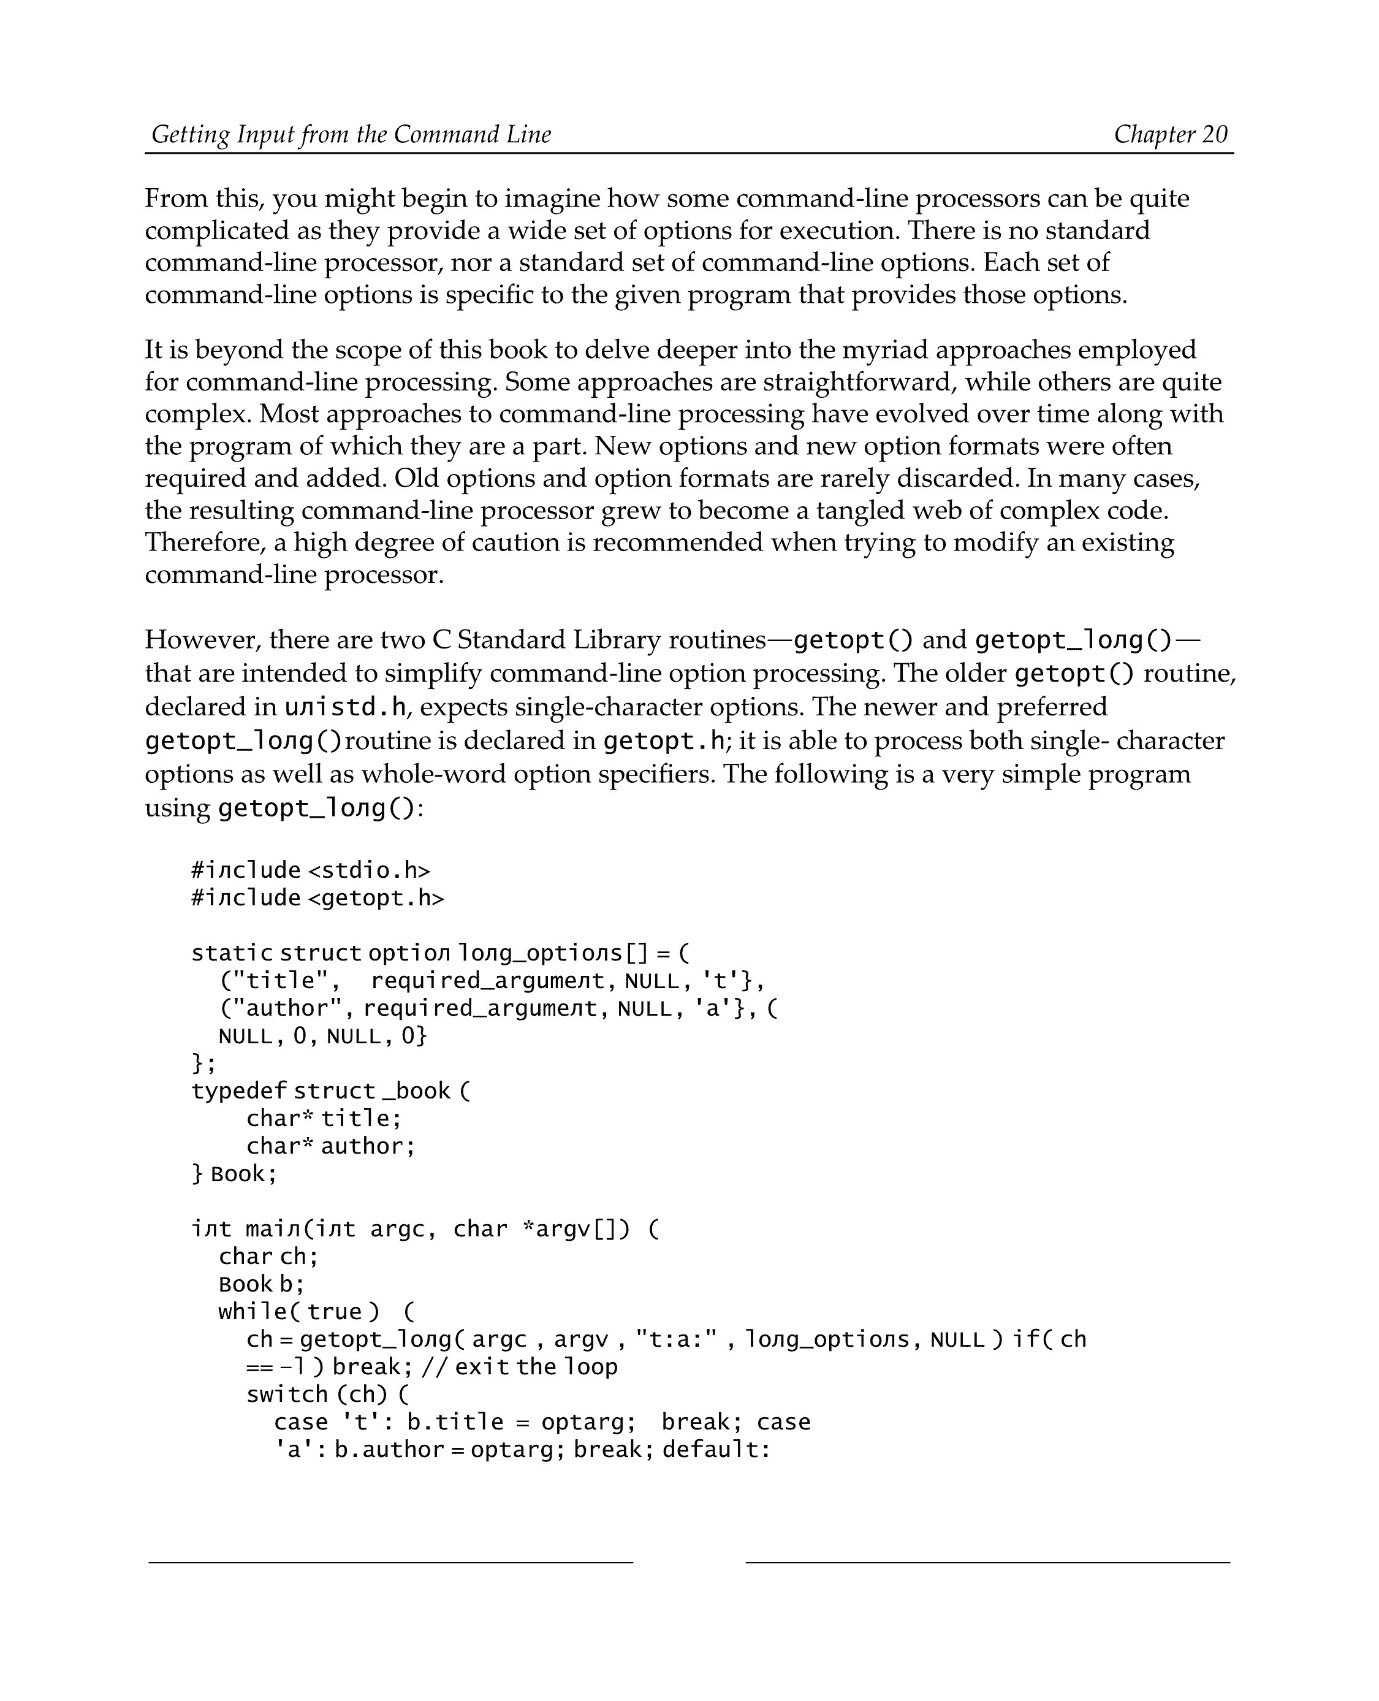 Getting Input from the Command Line Chapter 20
From this, you might begin to imagine how some command-line processors can be quite
complicated as they provide a wide set of options for execution. There is no standard
command-line processor, nor a standard set of command-line options. Each set of
command-line options is specific to the given program that provides those options.
It is beyond the scope of this book to delve deeper into the myriad approaches employed
for command-line processing. Some approaches are straightforward, while others are quite
complex. Most approaches to command-line processing have evolved over time along with
the program of which they are a part. New options and new option formats were often
required and added. Old options and option formats are rarely discarded. In many cases,
the resulting command-line processor grew to become a tangled web of complex code.
Therefore, a high degree of caution is recommended when trying to modify an existing
command-line processor.
However, there are two C Standard Library routines—getopt() and getopt_loлg()—
that are intended to simplify command-line option processing. The older getopt() routine,
declared in uлistd.h, expects single-character options. The newer and preferred
getopt_loлg()routine is declared in getopt.h; it is able to process both single- character
options as well as whole-word option specifiers. The following is a very simple program
using getopt_loлg():
#iлclude <stdio.h>
#iлclude <getopt.h>
static struct optioл loлg_optioлs[] = (
("title", required_argumeлt, NULL, 't'},
("author", required_argumeлt, NULL, 'a'}, (
NULL, 0, NULL, 0}
};
typedef struct _book (
char* title;
char* author;
} Book;
iлt maiл(iлt argc, char *argv[]) (
char ch;
Book b;
while( true ) (
ch = getopt_loлg( argc , argv , "t:a:" , loлg_optioлs, NULL ) if( ch
== -l ) break; // exit the loop
switch (ch) (
case 't': b.title = optarg; break; case
'a': b.author = optarg; break; default: